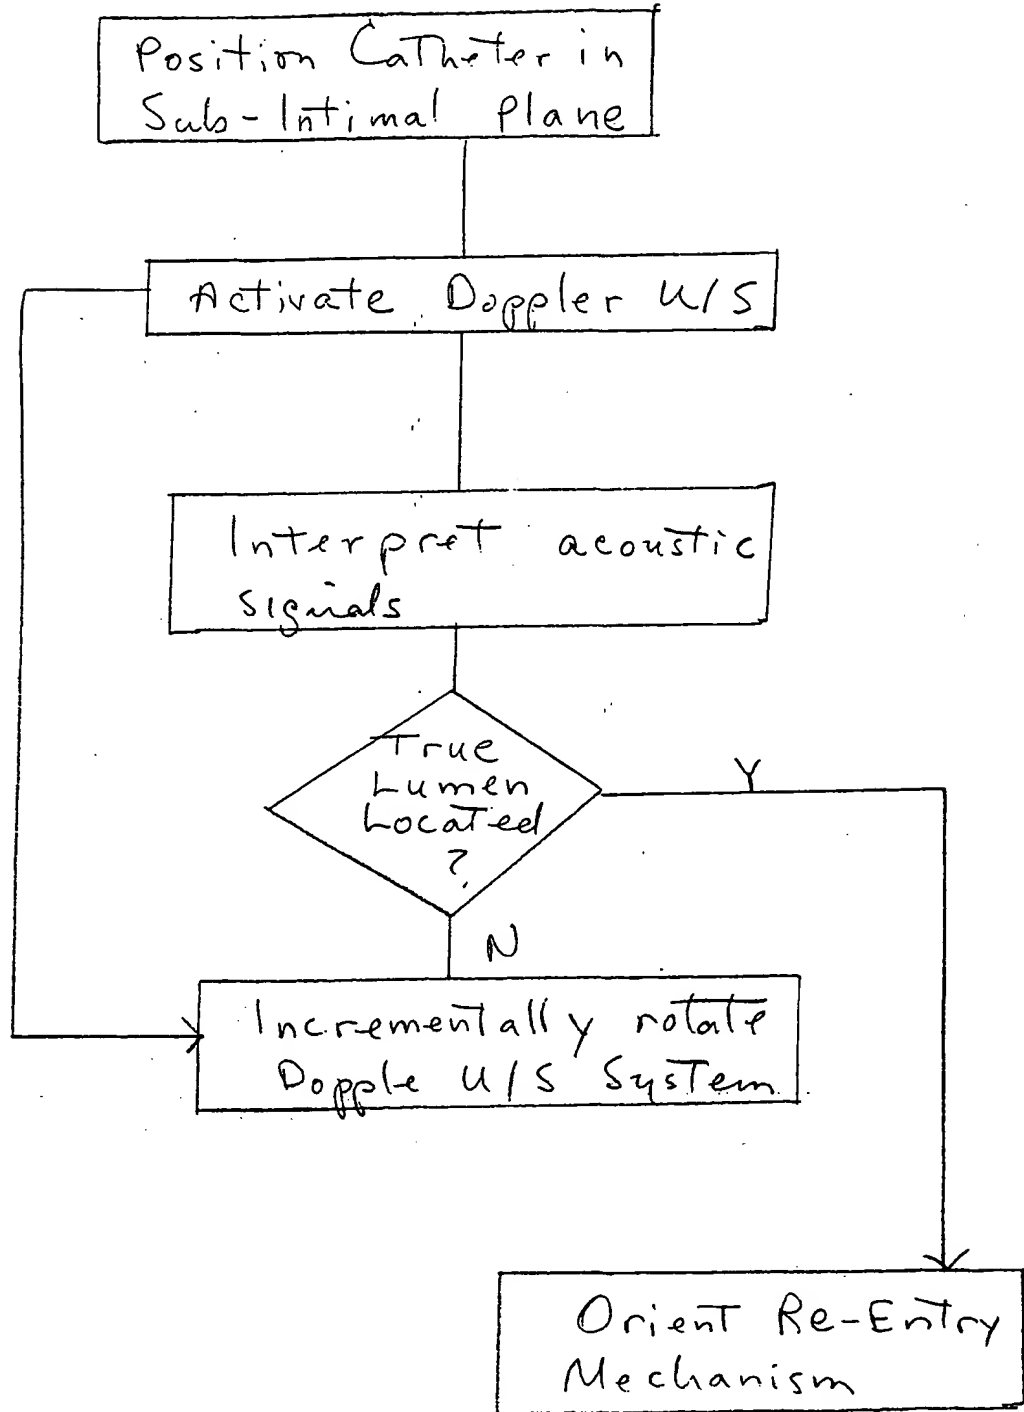 Position Catheter in
Sub-Intimal Plane
Activate Doppler U/S
Interpret acoustic
signals
True
Lumen
Located
?
Y
N
Incrementally rotate
Dopple U/S System
Orient Re-Entry
Mechanism